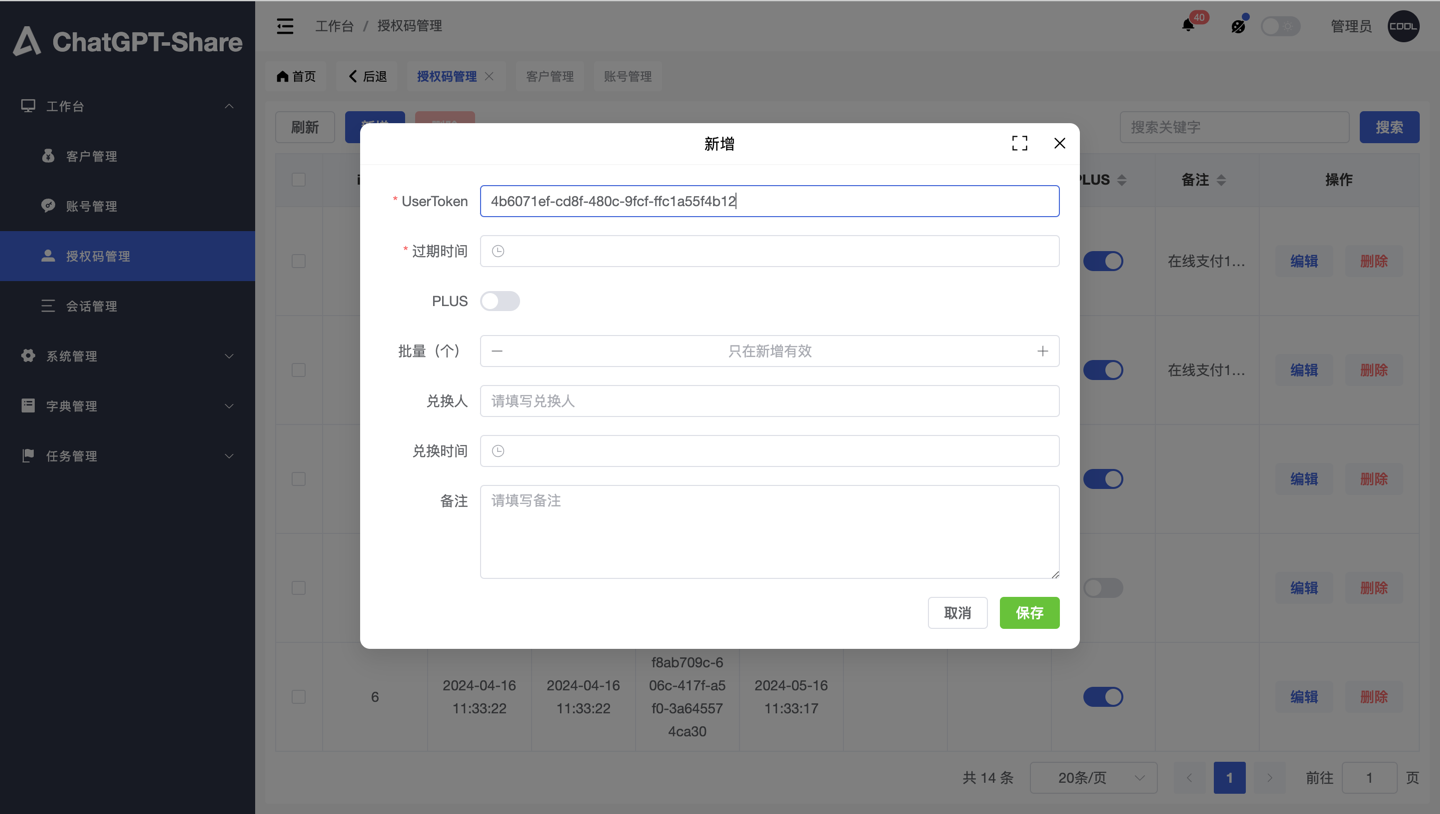 ChatGPT-Share
工作台
客户管理
账号管理
授权码管理
会话管理
系统管理
字典管理
任务管理
工作台 / 授权码管理
40
管理员
COOL
首页
后退
授权码管理
客户管理
账号管理
刷新
搜索关键字
搜索
新增
* UserToken
4b6071ef-cd8f-480c-9fcf-ffc1a55f4b12
* 过期时间
PLUS
批量（个）
只在新增有效
兑换人
请填写兑换人
兑换时间
备注
请填写备注
取消
保存
PLUS
备注
操作
在线支付1...
编辑
删除
在线支付1...
编辑
删除
编辑
删除
编辑
删除
6
2024-04-16
11:33:22
2024-04-16
11:33:22
f8ab709c-6
06c-417f-a5
f0-3a64557
4ca30
2024-05-16
11:33:17
编辑
删除
共 14 条
20条/页
1
前往
1
页